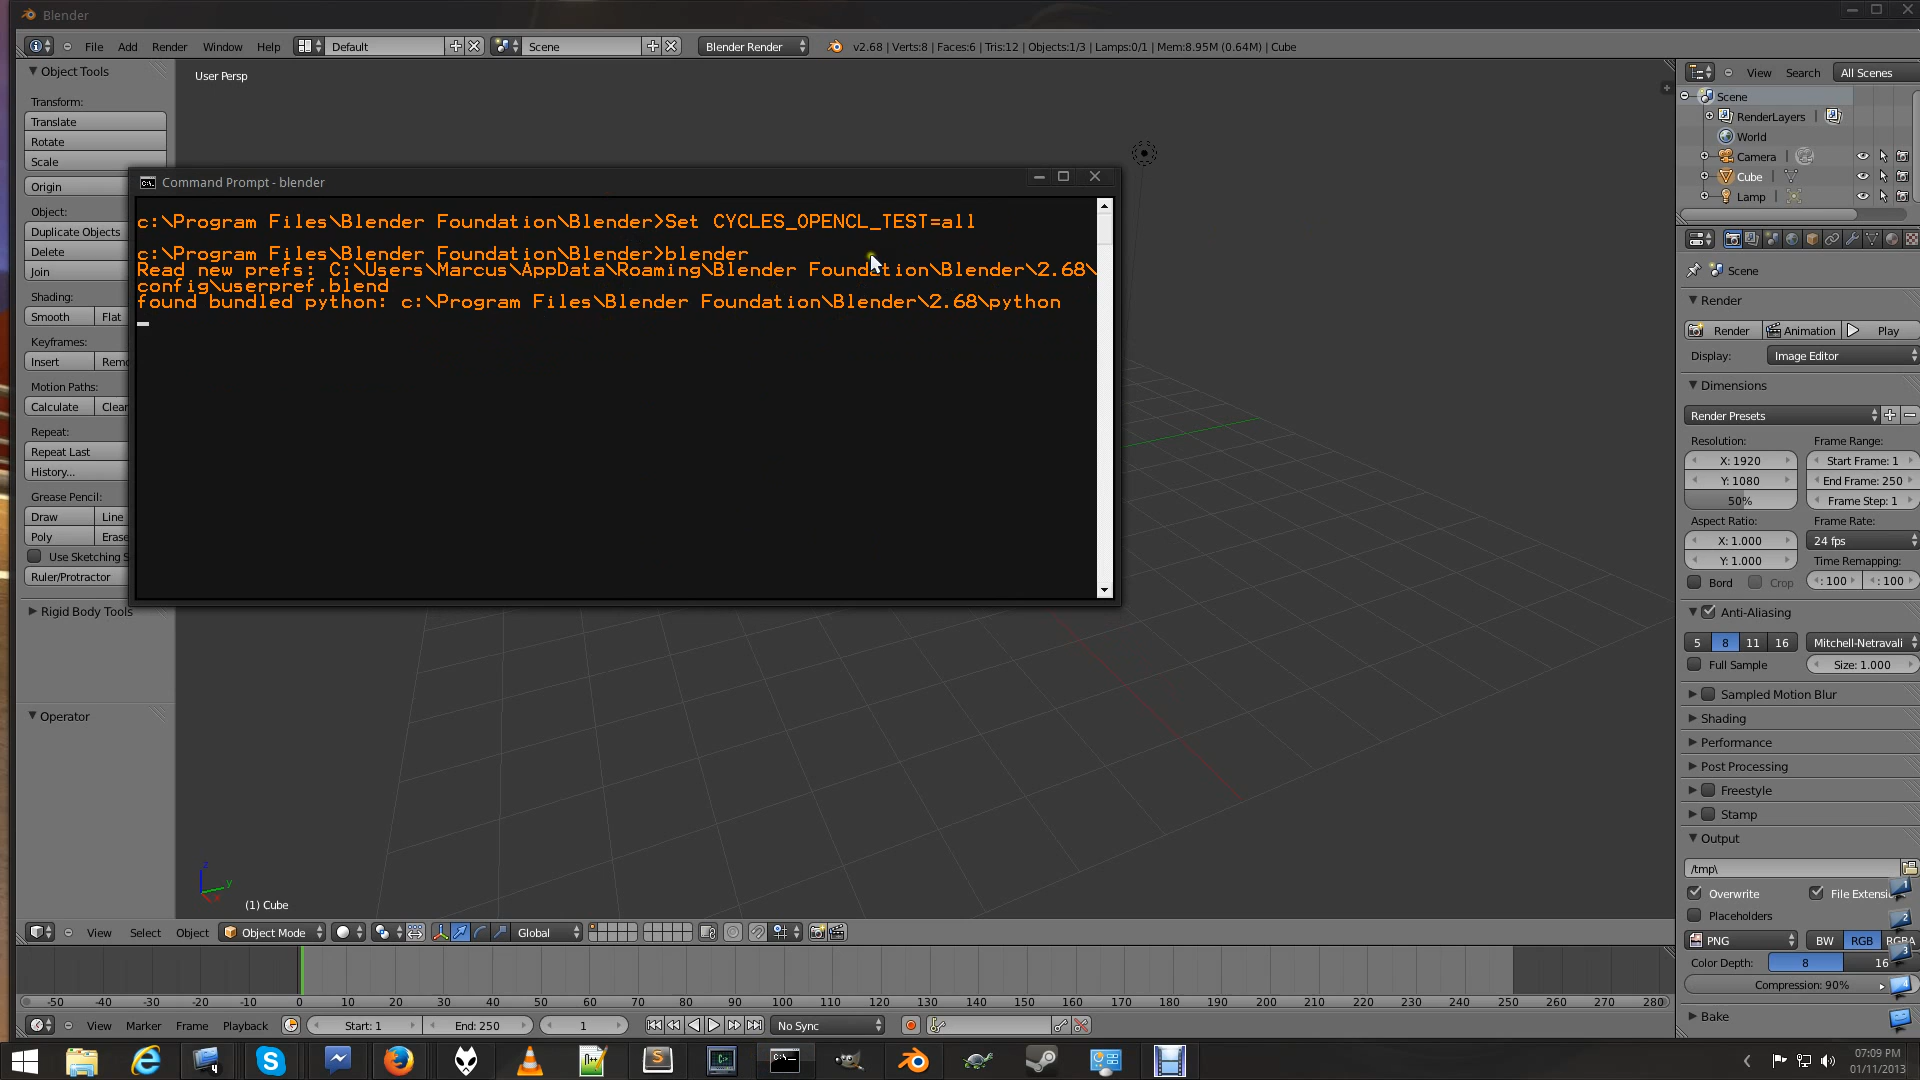 Blender
File Add Render Window Help Default Scene Blender Render v2.68 | Verts:8 | Faces:6 | Tris:12 | Objects:1/3 | Lamps:0/1 | Mem:8.95M (0.64M) | Cube
Object Tools
Transform:
Translate
Rotate
Scale
Origin
Object:
Duplicate Objects
Delete
Join
Shading:
Smooth Flat
Keyframes:
Insert Remo
Motion Paths:
Calculate Clear
Repeat:
Repeat Last
History...
Grease Pencil:
Draw Line
Poly Erase
Use Sketching S
Ruler/Protractor
Rigid Body Tools
Operator
User Persp
Command Prompt - blender
c:\Program Files\Blender Foundation\Blender>Set CYCLES_OPENCL_TEST=all
c:\Program Files\Blender Foundation\Blender>blender
Read new prefs: C:\Users\Marcus\AppData\Roaming\Blender Foundation\Blender\2.68\
config\userpref.blend
found bundled python: c:\Program Files\Blender Foundation\Blender\2.68\python
(1) Cube
View Select Object Object Mode Global
-50 -40 -30 -20 -10 0 10 20 30 40 50 60 70 80 90 100 110 120 130 140 150 160 170 180 190 200 210 220 230 240 250 260 270 280
View Marker Frame Playback Start: 1 End: 250 1 No Sync
View Search All Scenes
Scene
RenderLayers
World
Camera
Cube
Lamp
Scene
Render
Render Animation Play
Display: Image Editor
Dimensions
Render Presets
Resolution: Frame Range:
X: 1920 Start Frame: 1
Y: 1080 End Frame: 250
50% Frame Step: 1
Aspect Ratio: Frame Rate:
X: 1.000 24 fps
Y: 1.000 Time Remapping:
Bord Crop : 100 : 100
Anti-Aliasing
5 8 11 16 Mitchell-Netravali
Full Sample Size: 1.000
Sampled Motion Blur
Shading
Performance
Post Processing
Freestyle
Stamp
Output
/tmp\
Overwrite File Extensi
Placeholders
PNG BW RGB RGBA
Color Depth: 8 16
Compression: 90%
Bake
1
2
3
4
07:09 PM
01/11/2013